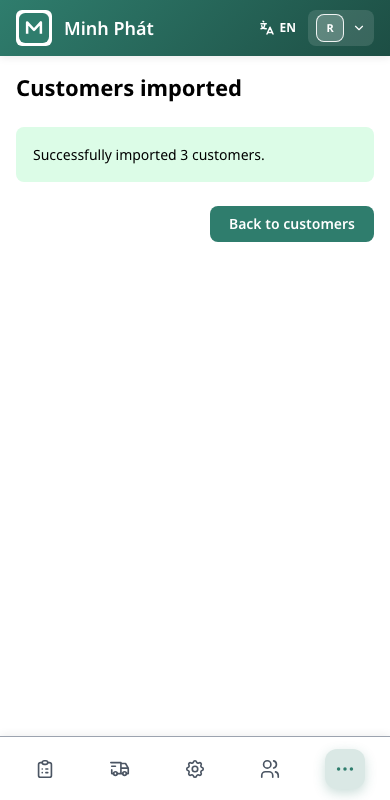 Minh Phát
EN
R
Customers imported
Successfully imported 3 customers.
Back to customers